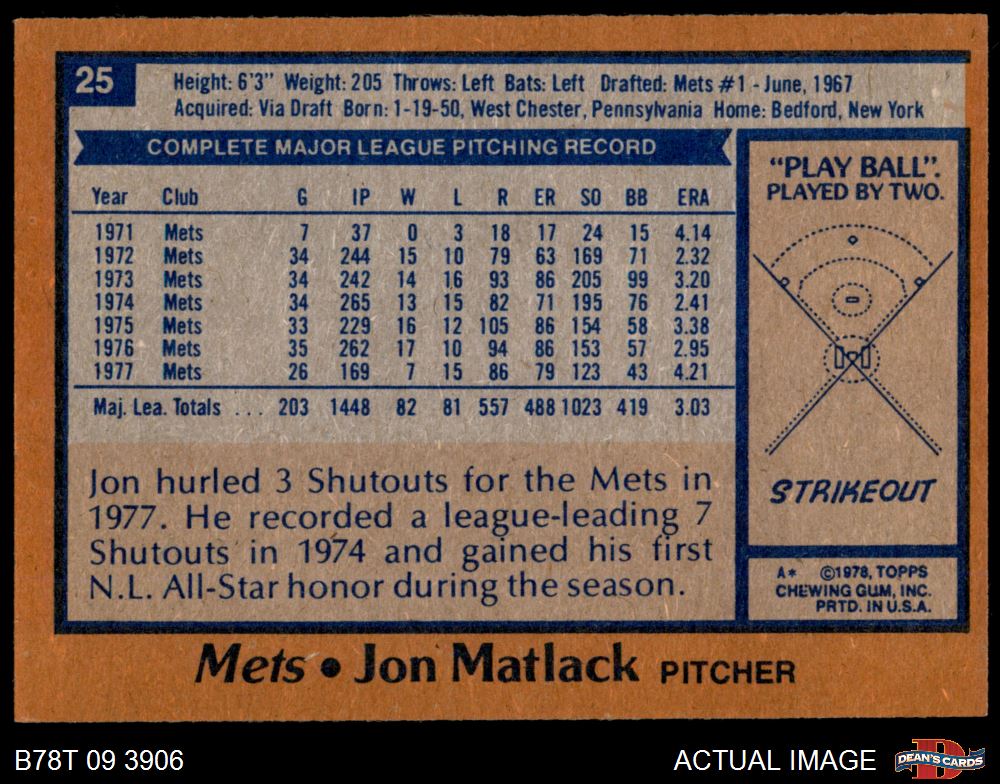 25
Height: 6'3" Weight: 205 Throws: Left Bats: Left Drafted: Mets #1 - June, 1967
Acquired: Via Draft Born: 1-19-50, West Chester, Pennsylvania Home: Bedford, New York
COMPLETE MAJOR LEAGUE PITCHING RECORD
Year Club G IP W L R ER SO BB ERA
1971 Mets 7 37 0 3 18 17 24 15 4.14
1972 Mets 34 244 15 10 79 63 169 71 2.32
1973 Mets 34 242 14 16 93 86 205 99 3.20
1974 Mets 34 265 13 15 82 71 195 76 2.41
1975 Mets 33 229 16 12 105 86 154 58 3.38
1976 Mets 35 262 17 10 94 86 153 57 2.95
1977 Mets 26 169 7 15 86 79 123 43 4.21
Maj. Lea. Totals ... 203 1448 82 81 557 488 1023 419 3.03
Jon hurled 3 Shutouts for the Mets in
1977. He recorded a league-leading 7
Shutouts in 1974 and gained his first
N.L. All-Star honor during the season.
"PLAY BALL".
PLAYED BY TWO.
STRIKEOUT
A* ©1978, TOPPS
CHEWING GUM, INC.
PRTD. IN U.S.A.
Mets • Jon Matlack PITCHER
B78T 09 3906
ACTUAL IMAGE
D
DEAN'S CARDS